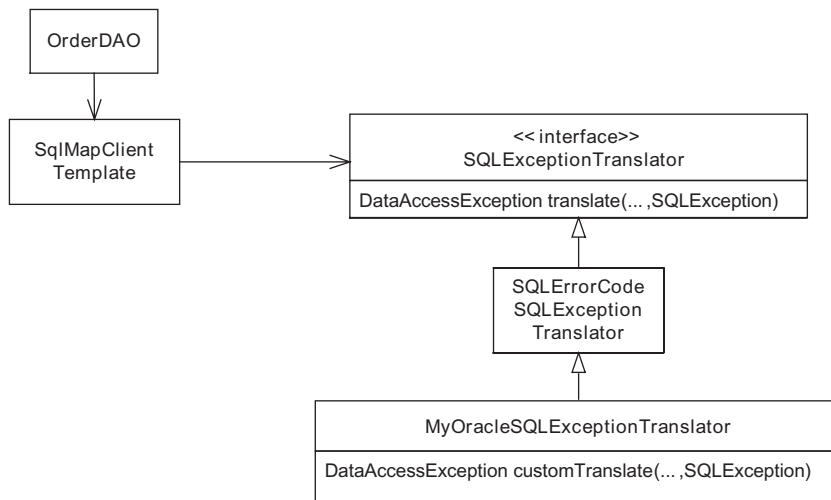 OrderDAO
SqlMapClient
Template
<< interface>>
SQLExceptionTranslator
DataAccessException translate(... ,SQLException)
SQLErrorCode
SQLException
Translator
MyOracleSQLExceptionTranslator
DataAccessException customTranslate(... ,SQLException)